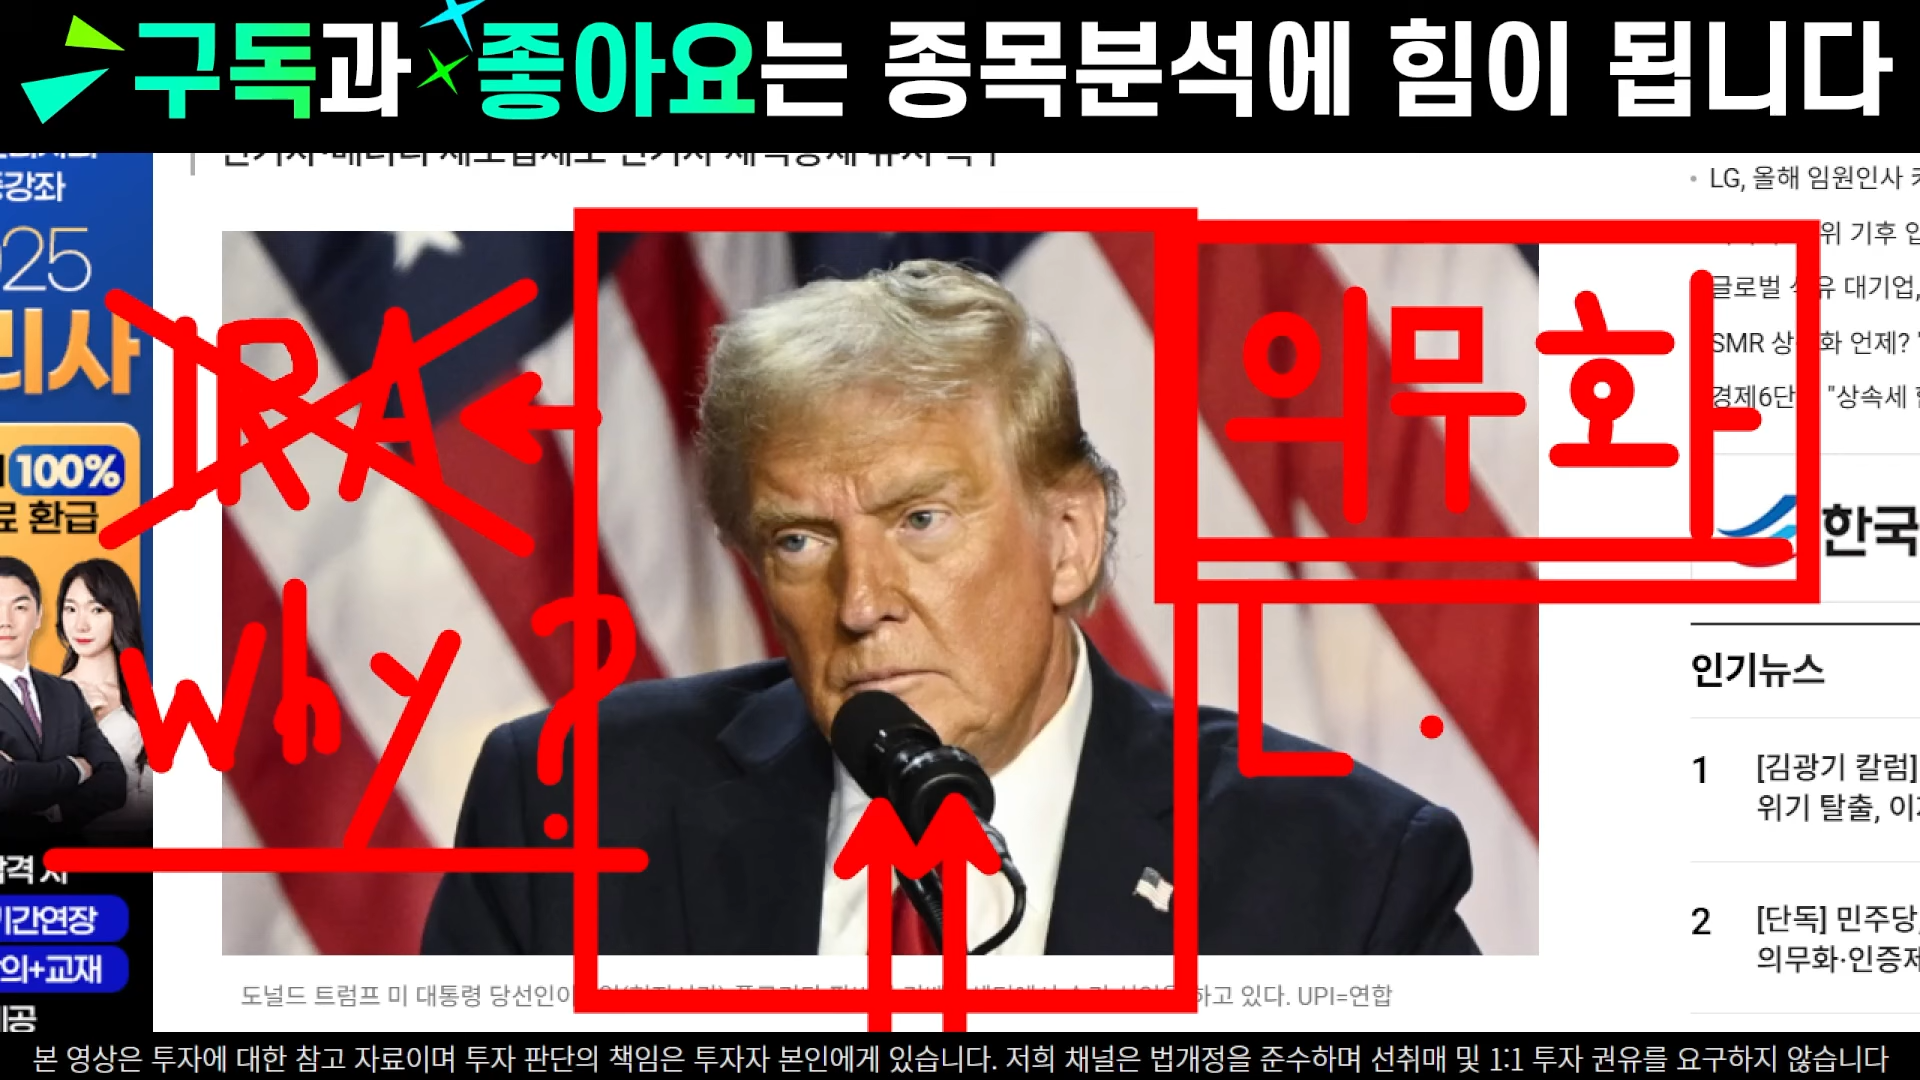 구독과 좋아요는 종목분석에 힘이 됩니다
LG, 올해 임원인사
위 기후
글로벌 석유 대기업,
SMR 상용화 언제?
경제6단 "상속세
한국
인기뉴스
1 [김광기 칼럼]
위기 탈출,
2 [단독] 민주당,
의무화·인증제
25
리사
100%
환급
기간연장
의+교재
제공
IRA
Why?
의무화
도널드 트럼프 미 대통령 당선인이
하고 있다. UPI=연합
본 영상은 투자에 대한 참고 자료이며 투자 판단의 책임은 투자자 본인에게 있습니다. 저희 채널은 법개정을 준수하며 선취매 및 1:1 투자 권유를 요구하지 않습니다